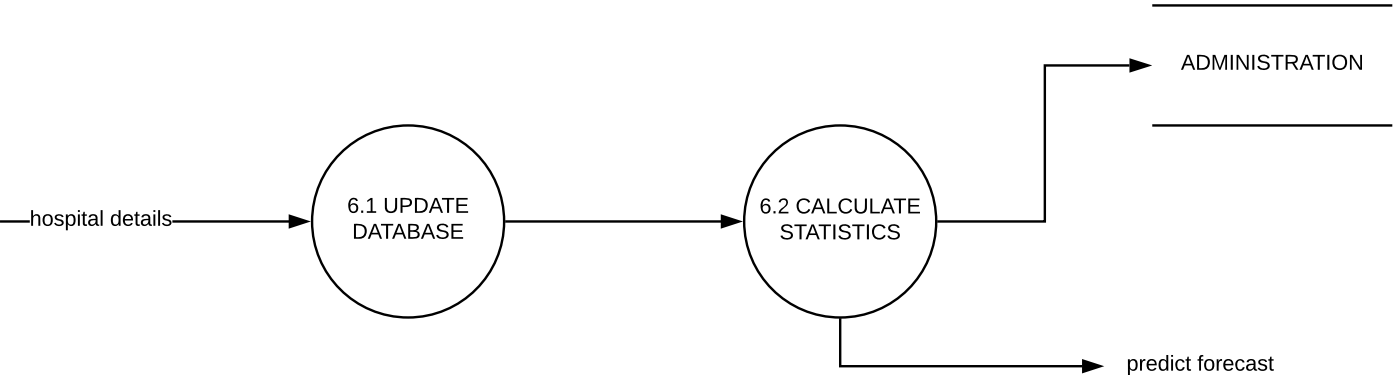 ADMINISTRATION
hospital details
6.1 UPDATE
DATABASE
6.2 CALCULATE
STATISTICS
predict forecast